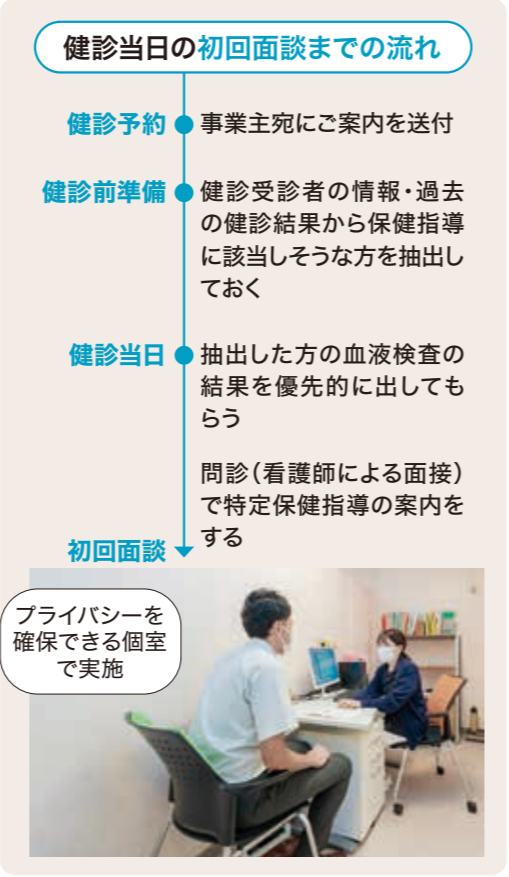 健診当日の初回面談までの流れ
健診予約
事業主宛にご案内を送付
健診前準備
健診受診者の情報・過去
の健診結果から保健指導
に該当しそうな方を抽出し
ておく
健診当日
抽出した方の血液検査の
結果を優先的に出しても
らう
問診（看護師による面接）
で特定保健指導の案内を
する
初回面談
プライバシーを
確保できる個室
で実施